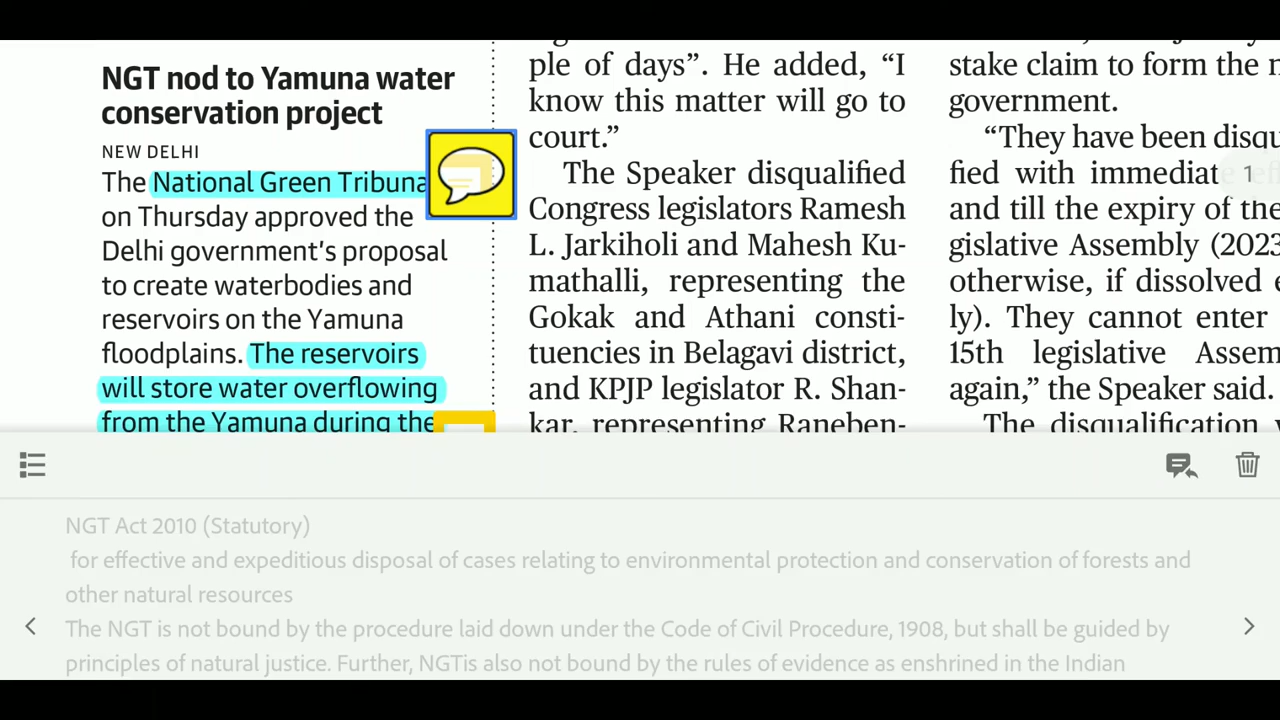 NGT nod to Yamuna water
conservation project
NEW DELHI
The National Green Tribuna
on Thursday approved the
Delhi government's proposal
to create waterbodies and
reservoirs on the Yamuna
floodplains. The reservoirs
will store water overflowing
from the Yamuna during the
ple of days”. He added, “I
know this matter will go to
court.”
The Speaker disqualified
Congress legislators Ramesh
L. Jarkiholi and Mahesh Ku-
mathalli, representing the
Gokak and Athani consti-
tuencies in Belagavi district,
and KPJP legislator R. Shan-
kar, representing Raneben-
stake claim to form the n
government.
“They have been disqu
fied with immediate
and till the expiry of the
gislative Assembly (2023
otherwise, if dissolved e
ly). They cannot enter
15th legislative Assem
again,” the Speaker said.
The disqualification
1
NGT Act 2010 (Statutory)
for effective and expeditious disposal of cases relating to environmental protection and conservation of forests and
other natural resources
The NGT is not bound by the procedure laid down under the Code of Civil Procedure, 1908, but shall be guided by
principles of natural justice. Further, NGTis also not bound by the rules of evidence as enshrined in the Indian